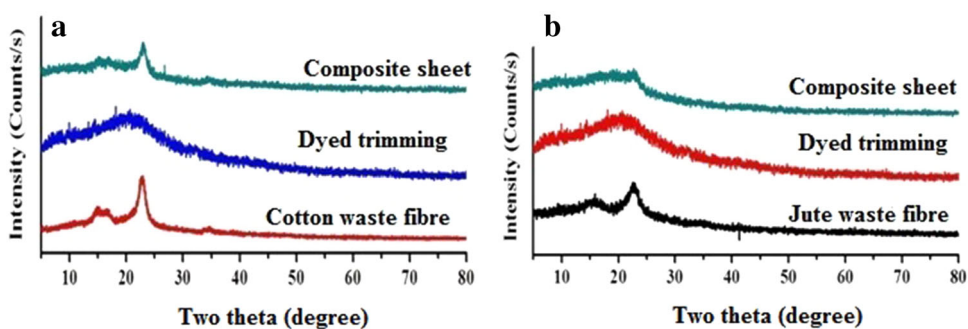 a
Intensity (Counts/s)
Composite sheet
Dyed trimming
Cotton waste fibre
10 20 30 40 50 60 70 80
Two theta (degree)
b
Intensity (Counts/s)
Composite sheet
Dyed trimming
Jute waste fibre
10 20 30 40 50 60 70 80
Two theta (degree)